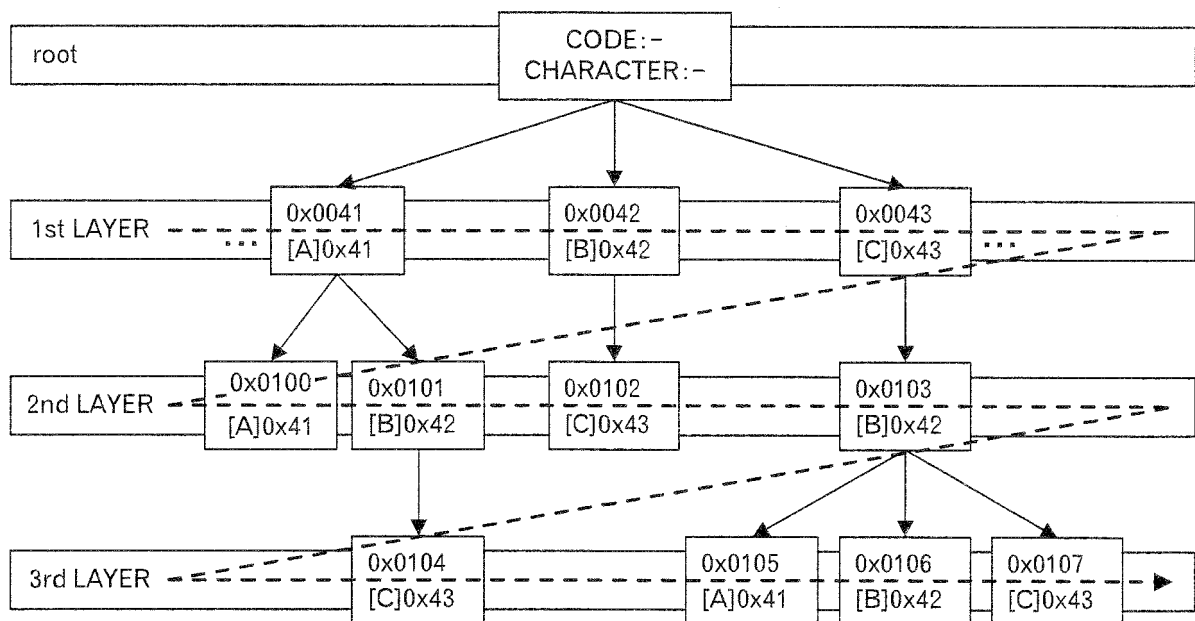 root
CODE:-
CHARACTER:-
1st LAYER
0x0041
[A]0x41
0x0042
[B]0x42
0x0043
[C]0x43
...
...
2nd LAYER
0x0100
[A]0x41
0x0101
[B]0x42
0x0102
[C]0x43
0x0103
[B]0x42
3rd LAYER
0x0104
[C]0x43
0x0105
[A]0x41
0x0106
[B]0x42
0x0107
[C]0x43